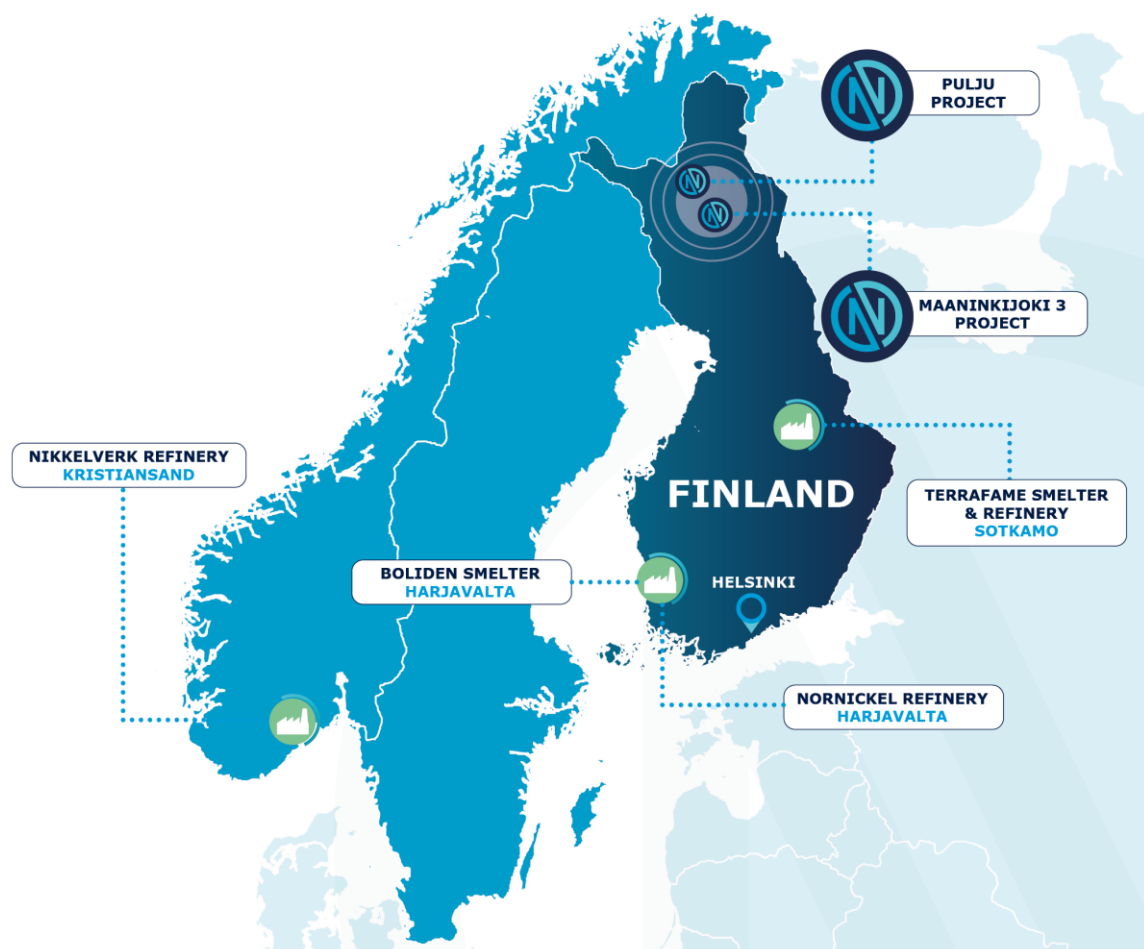 PULJU
PROJECT
MAANINKIJOKI 3
PROJECT
NIKKELVERK REFINERY
KRISTIANSAND
FINLAND
TERRAFAME SMELTER
& REFINERY
SOTKAMO
BOLIDEN SMELTER
HARJAVALTA
HELSINKI
NORNICKEL REFINERY
HARJAVALTA